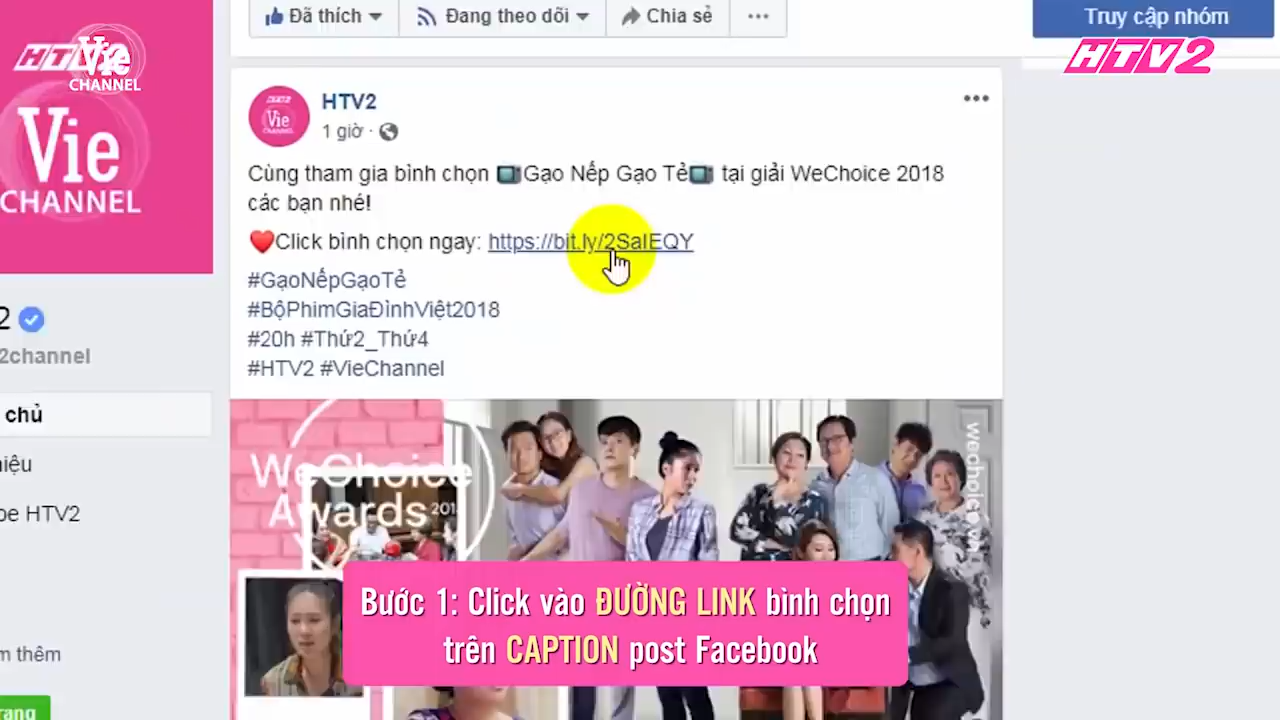 Đã thích
Đang theo dõi
Chia sẻ
Truy cập nhóm
HTV2
Vie
CHANNEL
HTV2
Vie
CHANNEL
HTV2
1 giờ ·
Cùng tham gia bình chọn 📺Gạo Nếp Gạo Tẻ📺 tại giải WeChoice 2018
các bạn nhé!
❤Click bình chọn ngay: https://bit.ly/2SaIEQY
#GạoNếpGạoTẻ
#BộPhimGiaĐìnhViệt2018
#20h #Thứ2_Thứ4
#HTV2 #VieChannel
2
2channel
chủ
HTV2
m thêm
WeChoice
Awards 201
wechoice.vn
Bước 1: Click vào ĐƯỜNG LINK bình chọn
trên CAPTION post Facebook